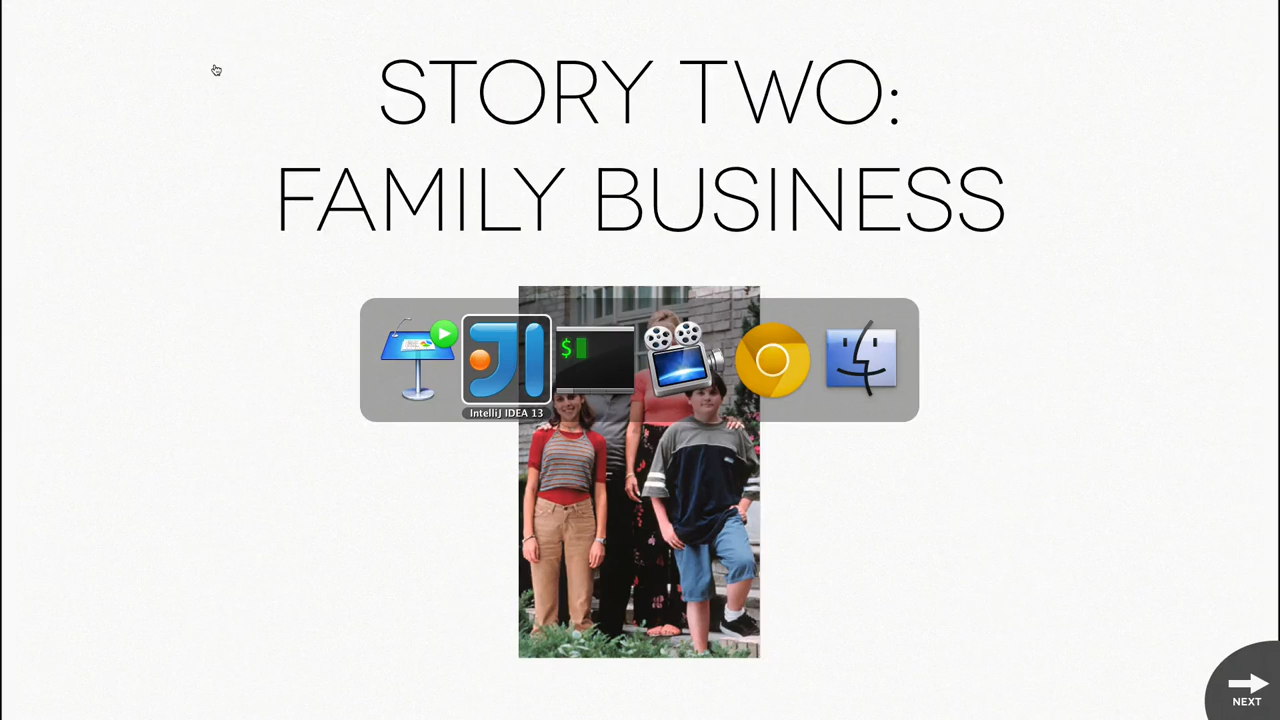 STORY TWO:
FAMILY BUSINESS
$
IntelliJ IDEA 13
NEXT